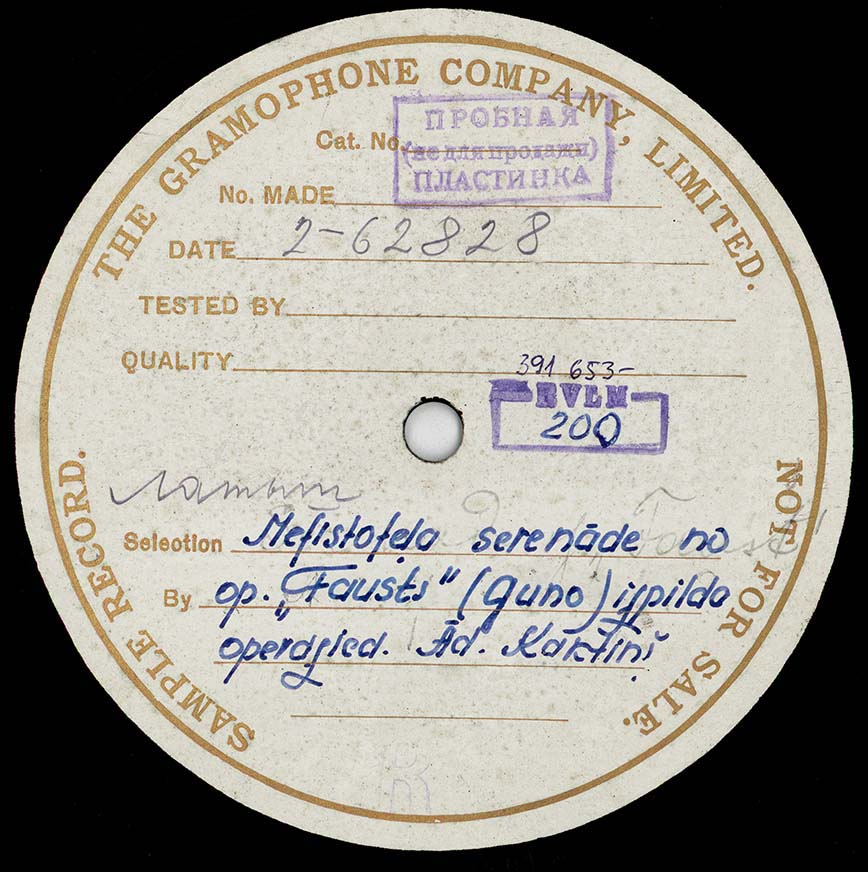 THE GRAMOPHONE COMPANY, LIMITED.
ПРОБНАЯ
Cat. No.
(не для продажи)
ПЛАСТИНКА
No. MADE
DATE 2-62828
TESTED BY
QUALITY
391 653-
RVLM
200
латыш
Selection Mefistofeļa serenāde no
By op. „Fausts" (Guno) izpilda
operdzied. Ād. Kaktiņš
SAMPLE RECORD.
NOT FOR SALE.